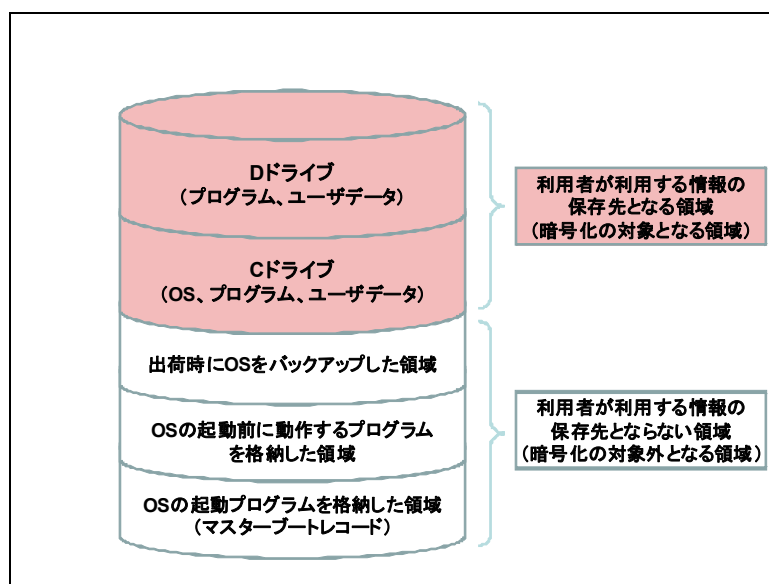 Dドライブ
(プログラム、ユーザデータ)
Cドライブ
(OS、プログラム、ユーザデータ)
出荷時にOSをバックアップした領域
OSの起動前に動作するプログラム
を格納した領域
OSの起動プログラムを格納した領域
(マスターブートレコード)
利用者が利用する情報の
保存先となる領域
(暗号化の対象となる領域)
利用者が利用する情報の
保存先とならない領域
(暗号化の対象外となる領域)